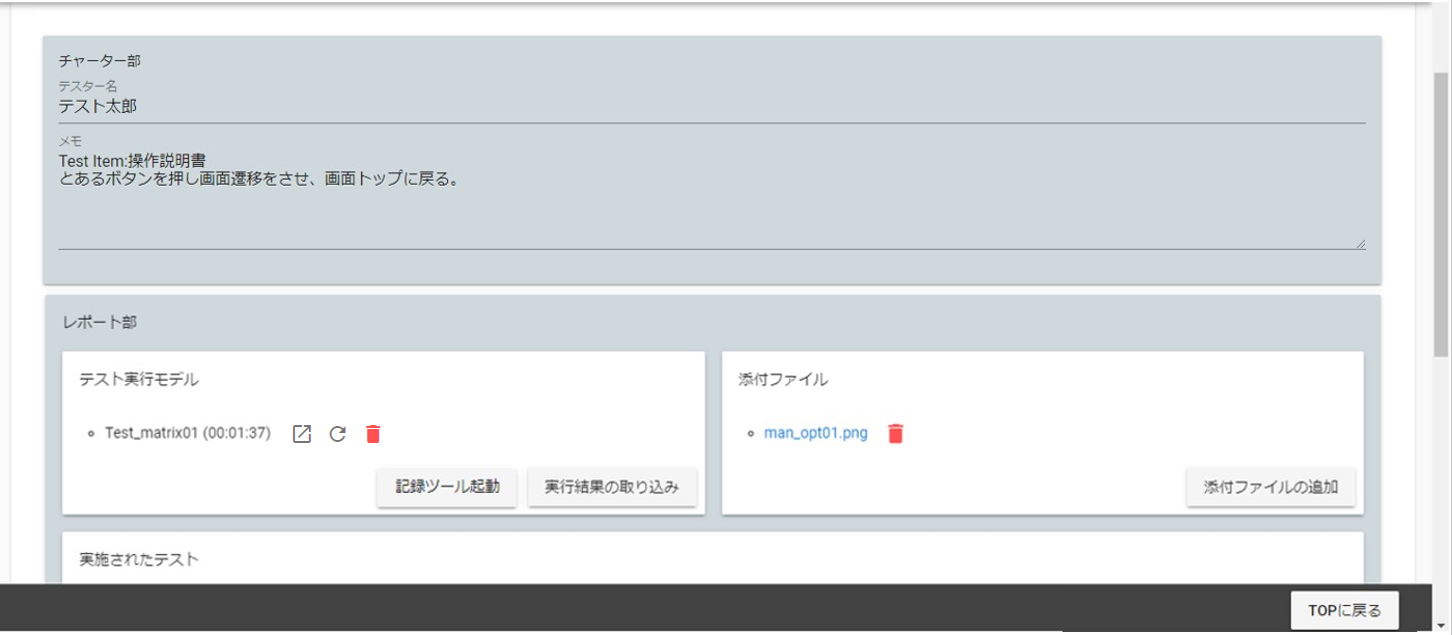 チャーター部
テスター名
テスト太郎
メモ
Test Item:操作説明書
とあるボタンを押し画面遷移をさせ、画面トップに戻る。
レポート部
テスト実行モデル
Test_matrix01 (00:01:37)
記録ツール起動
実行結果の取り込み
添付ファイル
man_opt01.png
添付ファイルの追加
実施されたテスト
TOPに戻る